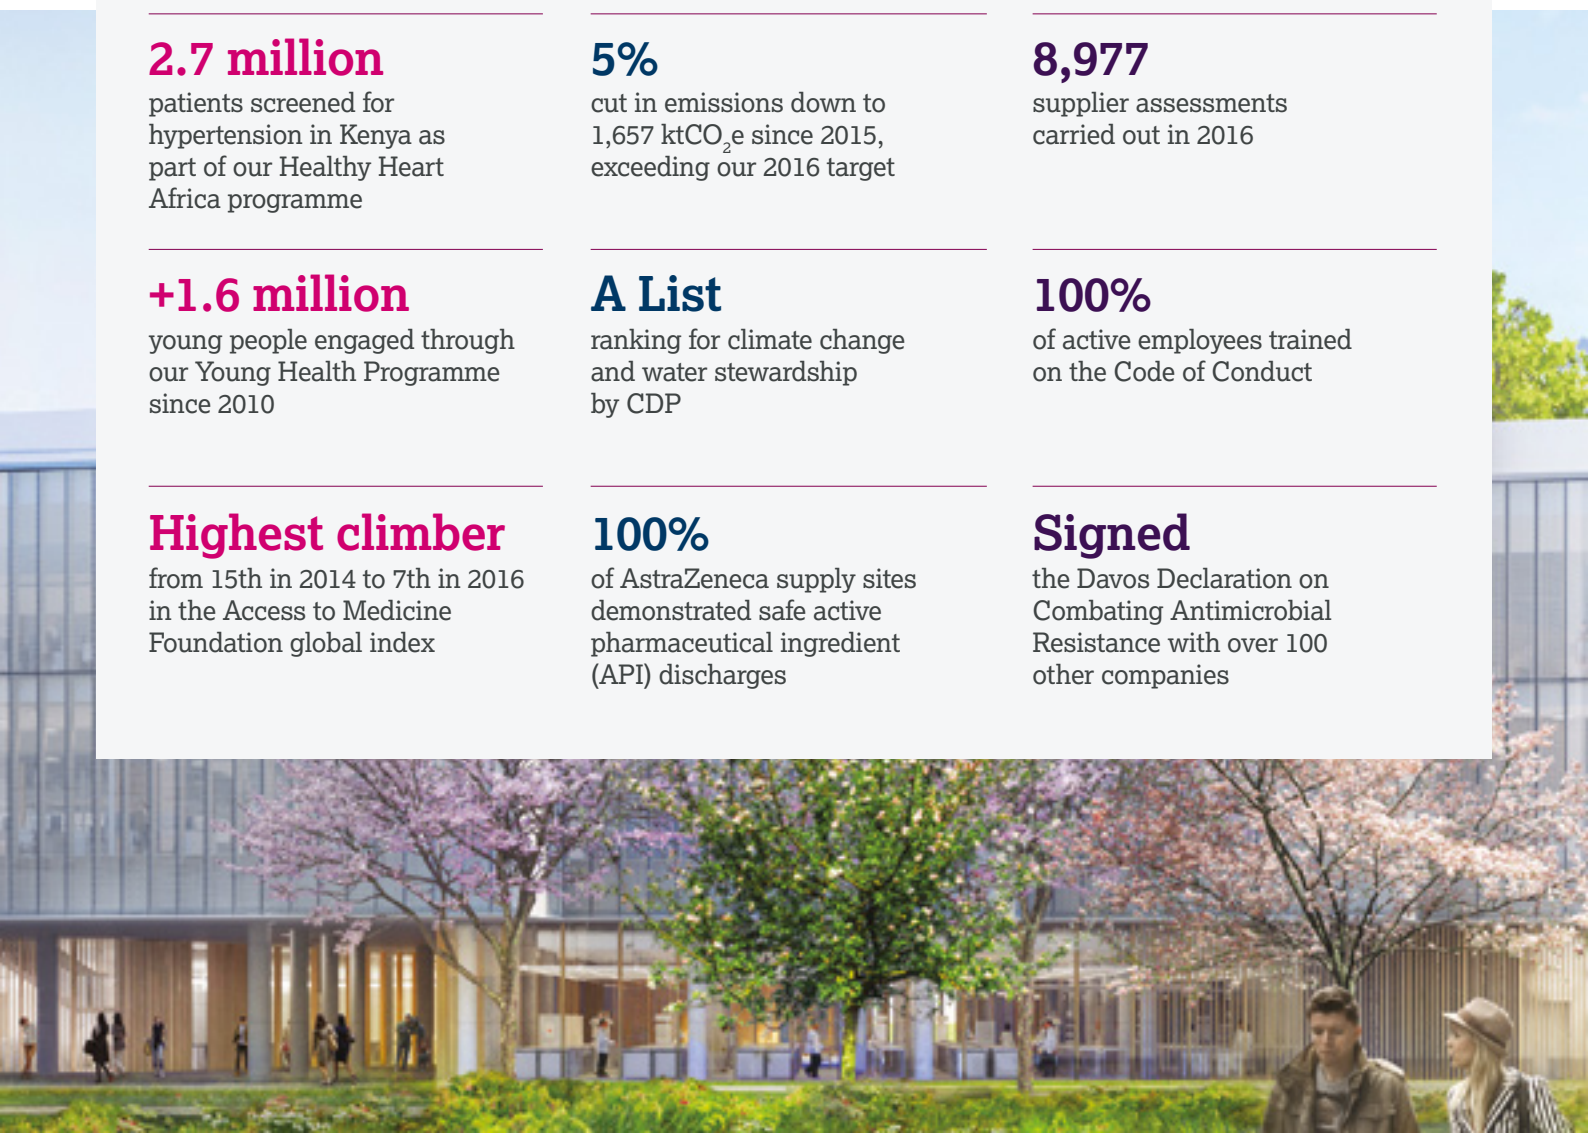 2.7 million
patients screened for
hypertension in Kenya as
part of our Healthy Heart
Africa programme
5%
cut in emissions down to
1,657 ktCO₂e since 2015,
exceeding our 2016 target
8,977
supplier assessments
carried out in 2016
+1.6 million
young people engaged through
our Young Health Programme
since 2010
A List
ranking for climate change
and water stewardship
by CDP
100%
of active employees trained
on the Code of Conduct
Highest climber
from 15th in 2014 to 7th in 2016
in the Access to Medicine
Foundation global index
100%
of AstraZeneca supply sites
demonstrated safe active
pharmaceutical ingredient
(API) discharges
Signed
the Davos Declaration on
Combating Antimicrobial
Resistance with over 100
other companies